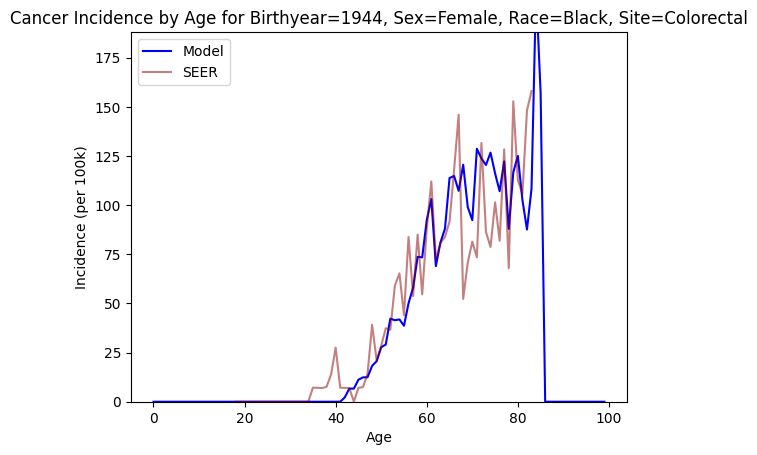 Cancer Incidence by Age for Birthyear=1944, Sex=Female, Race=Black, Site=Colorectal
Model
SEER
Incidence (per 100k)
175
150
125
100
75
50
25
0
0 20 40 60 80 100
Age